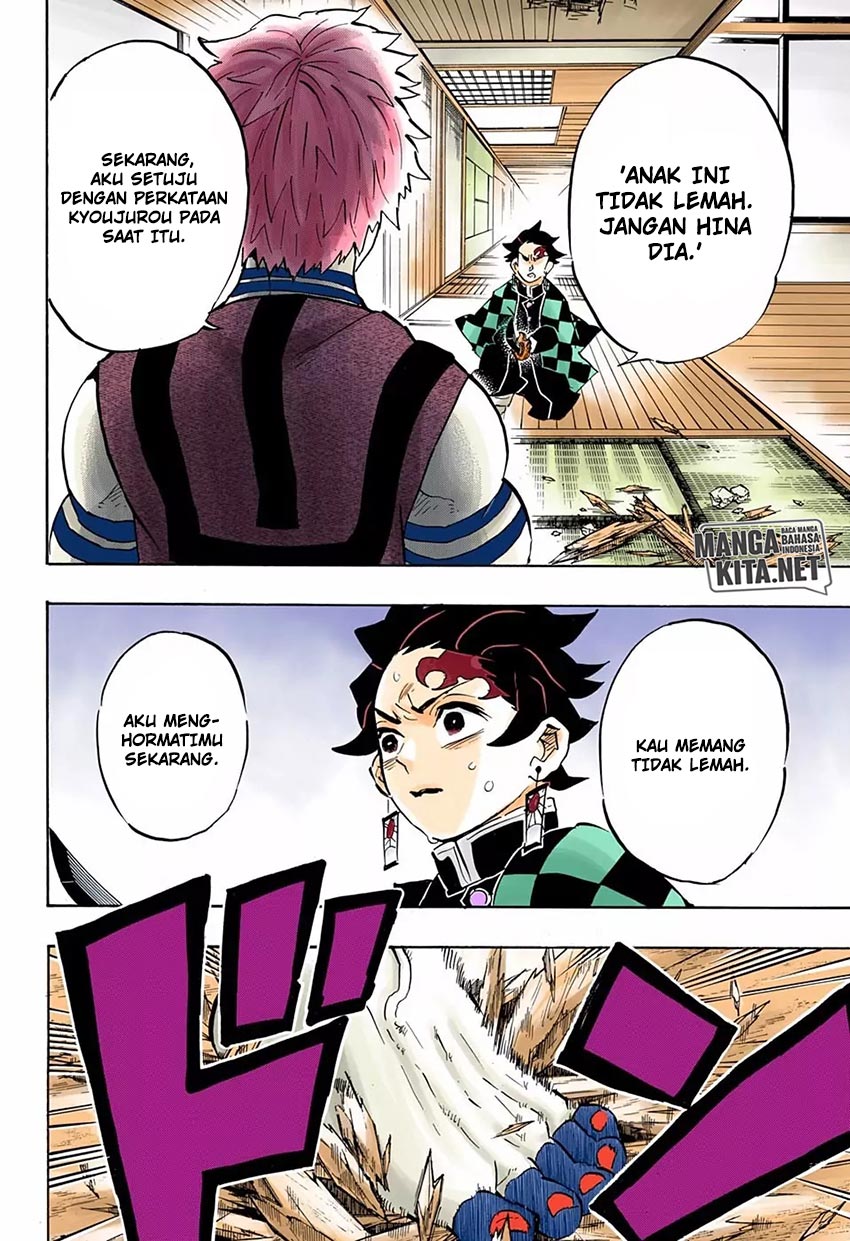 'ANAK INI
TIDAK LEMAH.
JANGAN HINA
DIA.'
SEKARANG,
AKU SETUJU
DENGAN PERKATAAN
KYOUJUROU PADA
SAAT ITU.
MANGA
KITA.NET
BACA MANGA
BAHASA
INDONESIA
KAU MEMANG
TIDAK LEMAH.
AKU MENG-
HORMATIMU
SEKARANG.
ドン